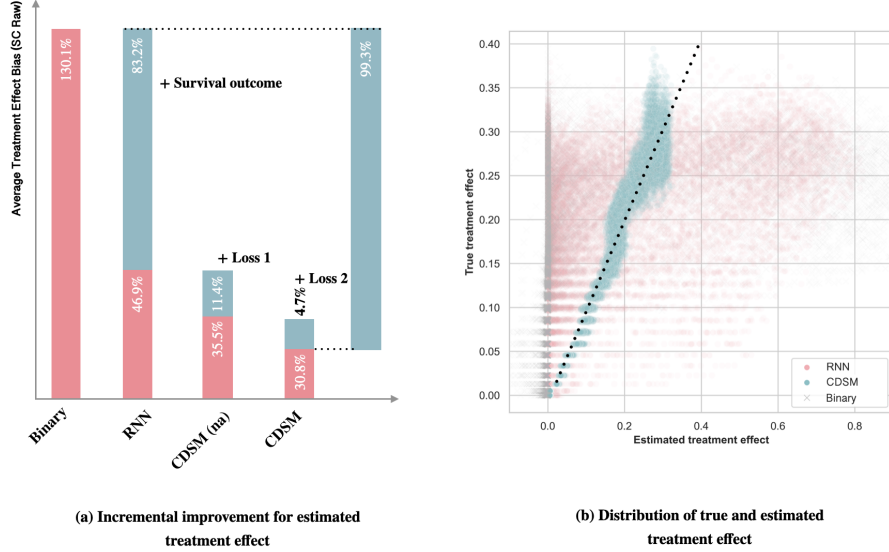 Average Treatment Effect Bias (SC Raw)
130.1%
83.2%
46.9%
+ Survival outcome
+ Loss 1
11.4%
35.5%
+ Loss 2
4.7%
30.8%
99.3%
Binary
RNN
CDSM (na)
CDSM
(a) Incremental improvement for estimated
treatment effect
True treatment effect
0.40
0.35
0.30
0.25
0.20
0.15
0.10
0.05
0.00
0.0
0.2
0.4
0.6
0.8
Estimated treatment effect
RNN
CDSM
Binary
(b) Distribution of true and estimated
treatment effect